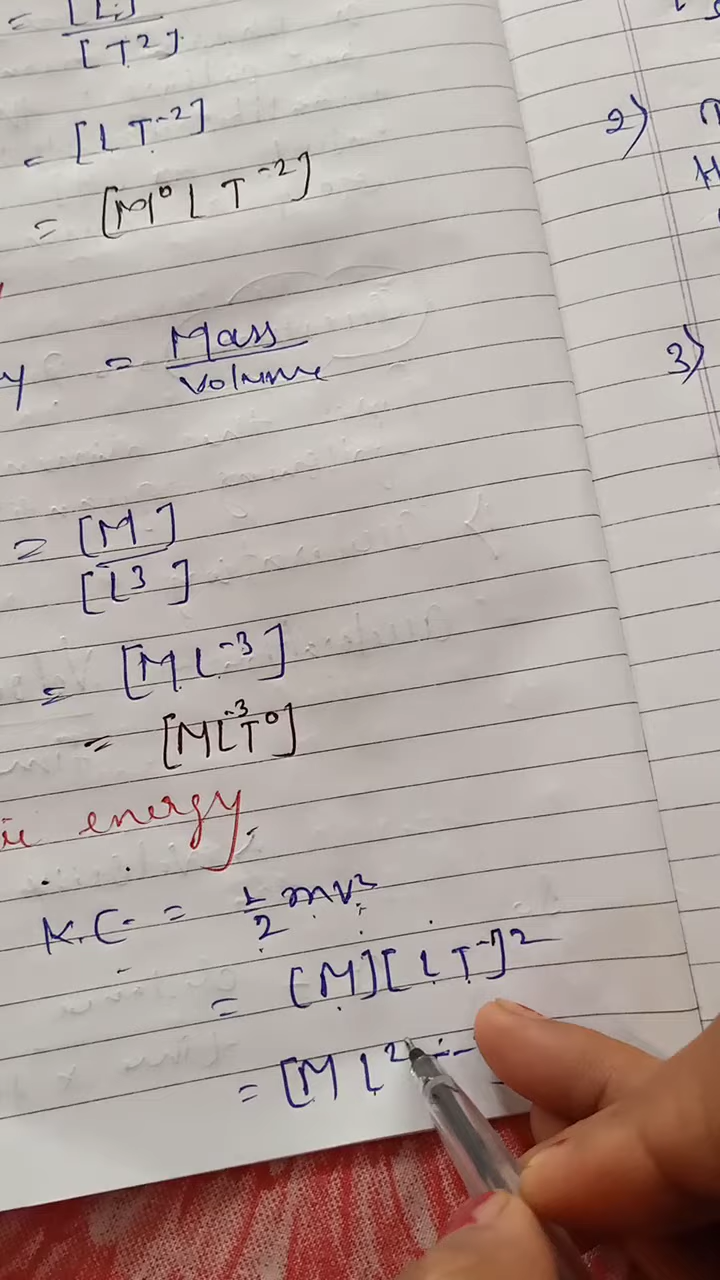 = [L]
[T²]
= [L T⁻²]
= [M⁰ L T⁻²]
y = Mass
Volume
= [M]
[L³]
= [M L⁻³]
= [M L⁻³ T⁰]
energy
K.E = 1/2 mv²
= [M] [L T⁻¹]²
= [M L²
2)
3)